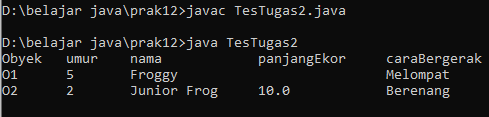 D:\belajar java\prak12>javac TesTugas2.java
D:\belajar java\prak12>java TesTugas2
Obyek umur nama panjangEkor caraBergerak
O1 5 Froggy Melompat
O2 2 Junior Frog 10.0 Berenang